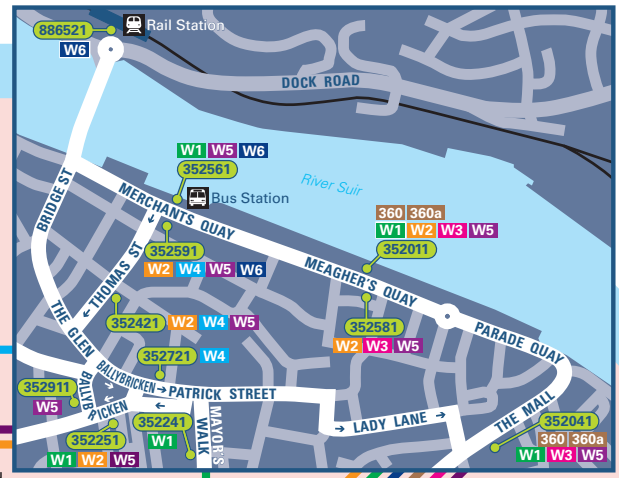 886521
Rail Station
W6
DOCK ROAD
W1 W5 W6
352561
River Suir
Bus Station
BRIDGE ST
MERCHANTS QUAY
360 360a
W1 W2 W3 W5
352011
352591
W2 W4 W5 W6
THOMAS ST
MEAGHER'S QUAY
352421 W2 W4 W5
352581
W2 W3 W5
PARADE QUAY
THE GLEN
352721 W4
BALLYBRICKEN
PATRICK STREET
352911
W5
BALLYBRICKEN
LADY LANE
THE MALL
352041
360 360a
W1 W3 W5
352241
W1
MAYOR'S
WALK
352251
W1 W2 W5